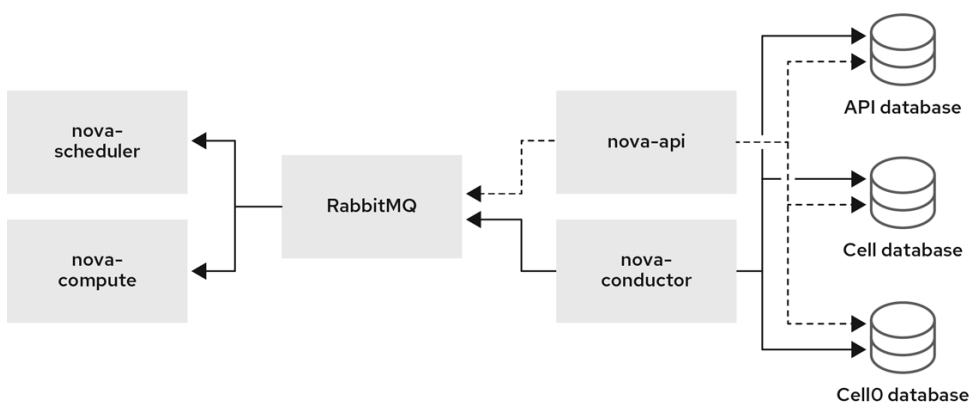 nova-
scheduler
nova-
compute
RabbitMQ
nova-api
nova-
conductor
API database
Cell database
Cell0 database